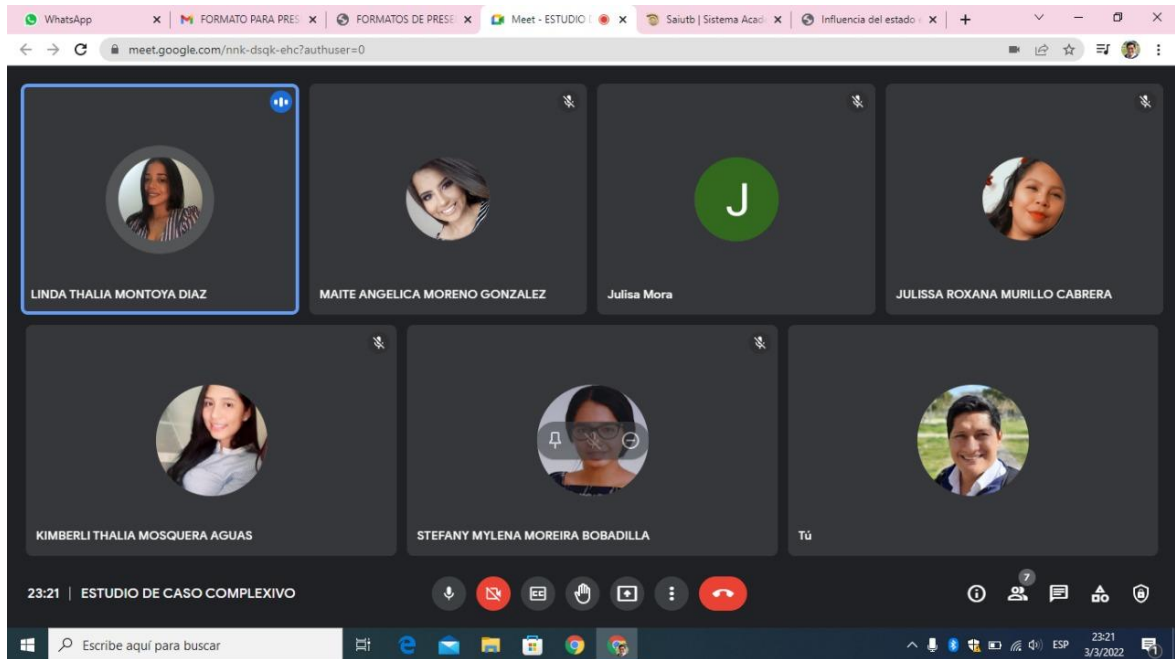 WhatsApp
FORMATO PARA PRES
FORMATOS DE PRESE
Meet - ESTUDIO
Saiutb | Sistema Acad
Influencia del estado
meet.google.com/nnk-dsqk-ehc?authuser=0
LINDA THALIA MONTOYA DIAZ
MAITE ANGELICA MORENO GONZALEZ
J
Julisa Mora
JULISSA ROXANA MURILLO CABRERA
KIMBERLI THALIA MOSQUERA AGUAS
STEFANY MYLENA MOREIRA BOBADILLA
Tú
23:21 | ESTUDIO DE CASO COMPLEXIVO
7
Escribe aquí para buscar
ESP
23:21
3/3/2022
1